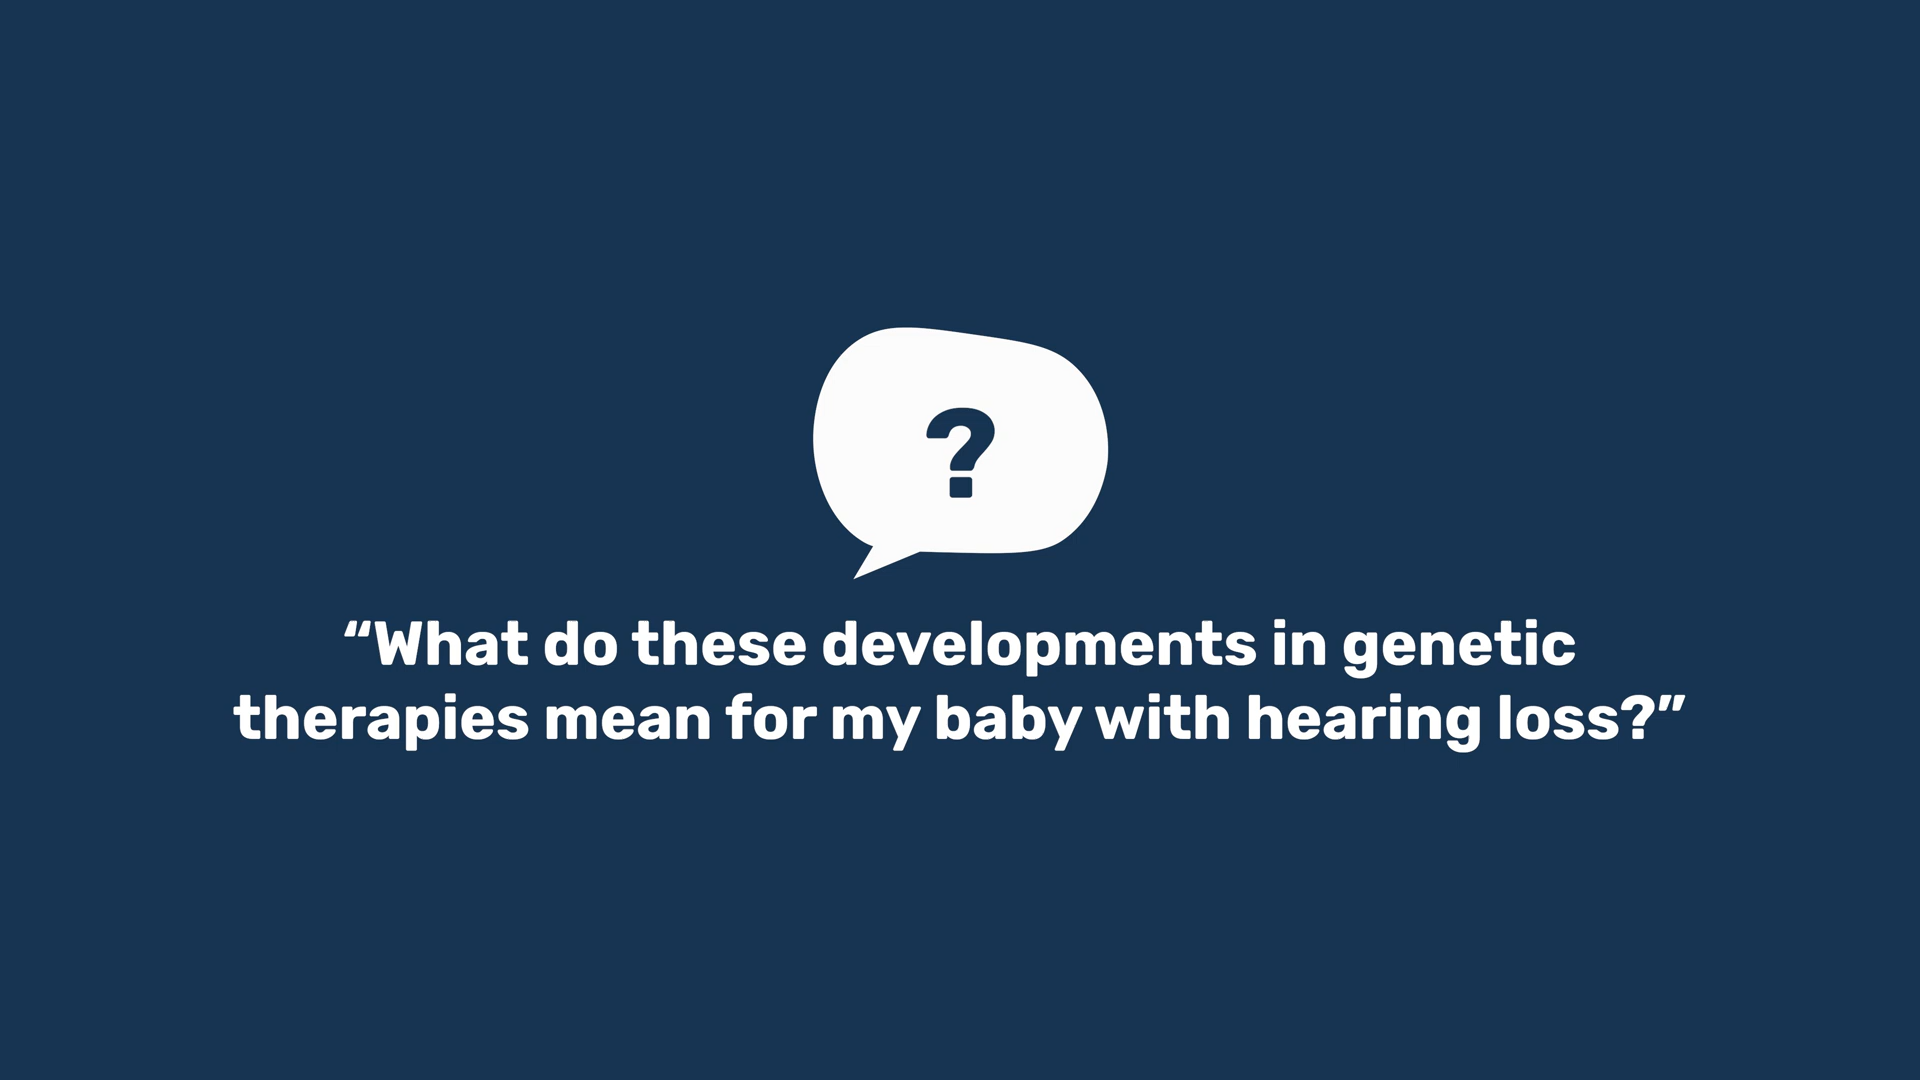 ?
“What do these developments in genetic
therapies mean for my baby with hearing loss?”